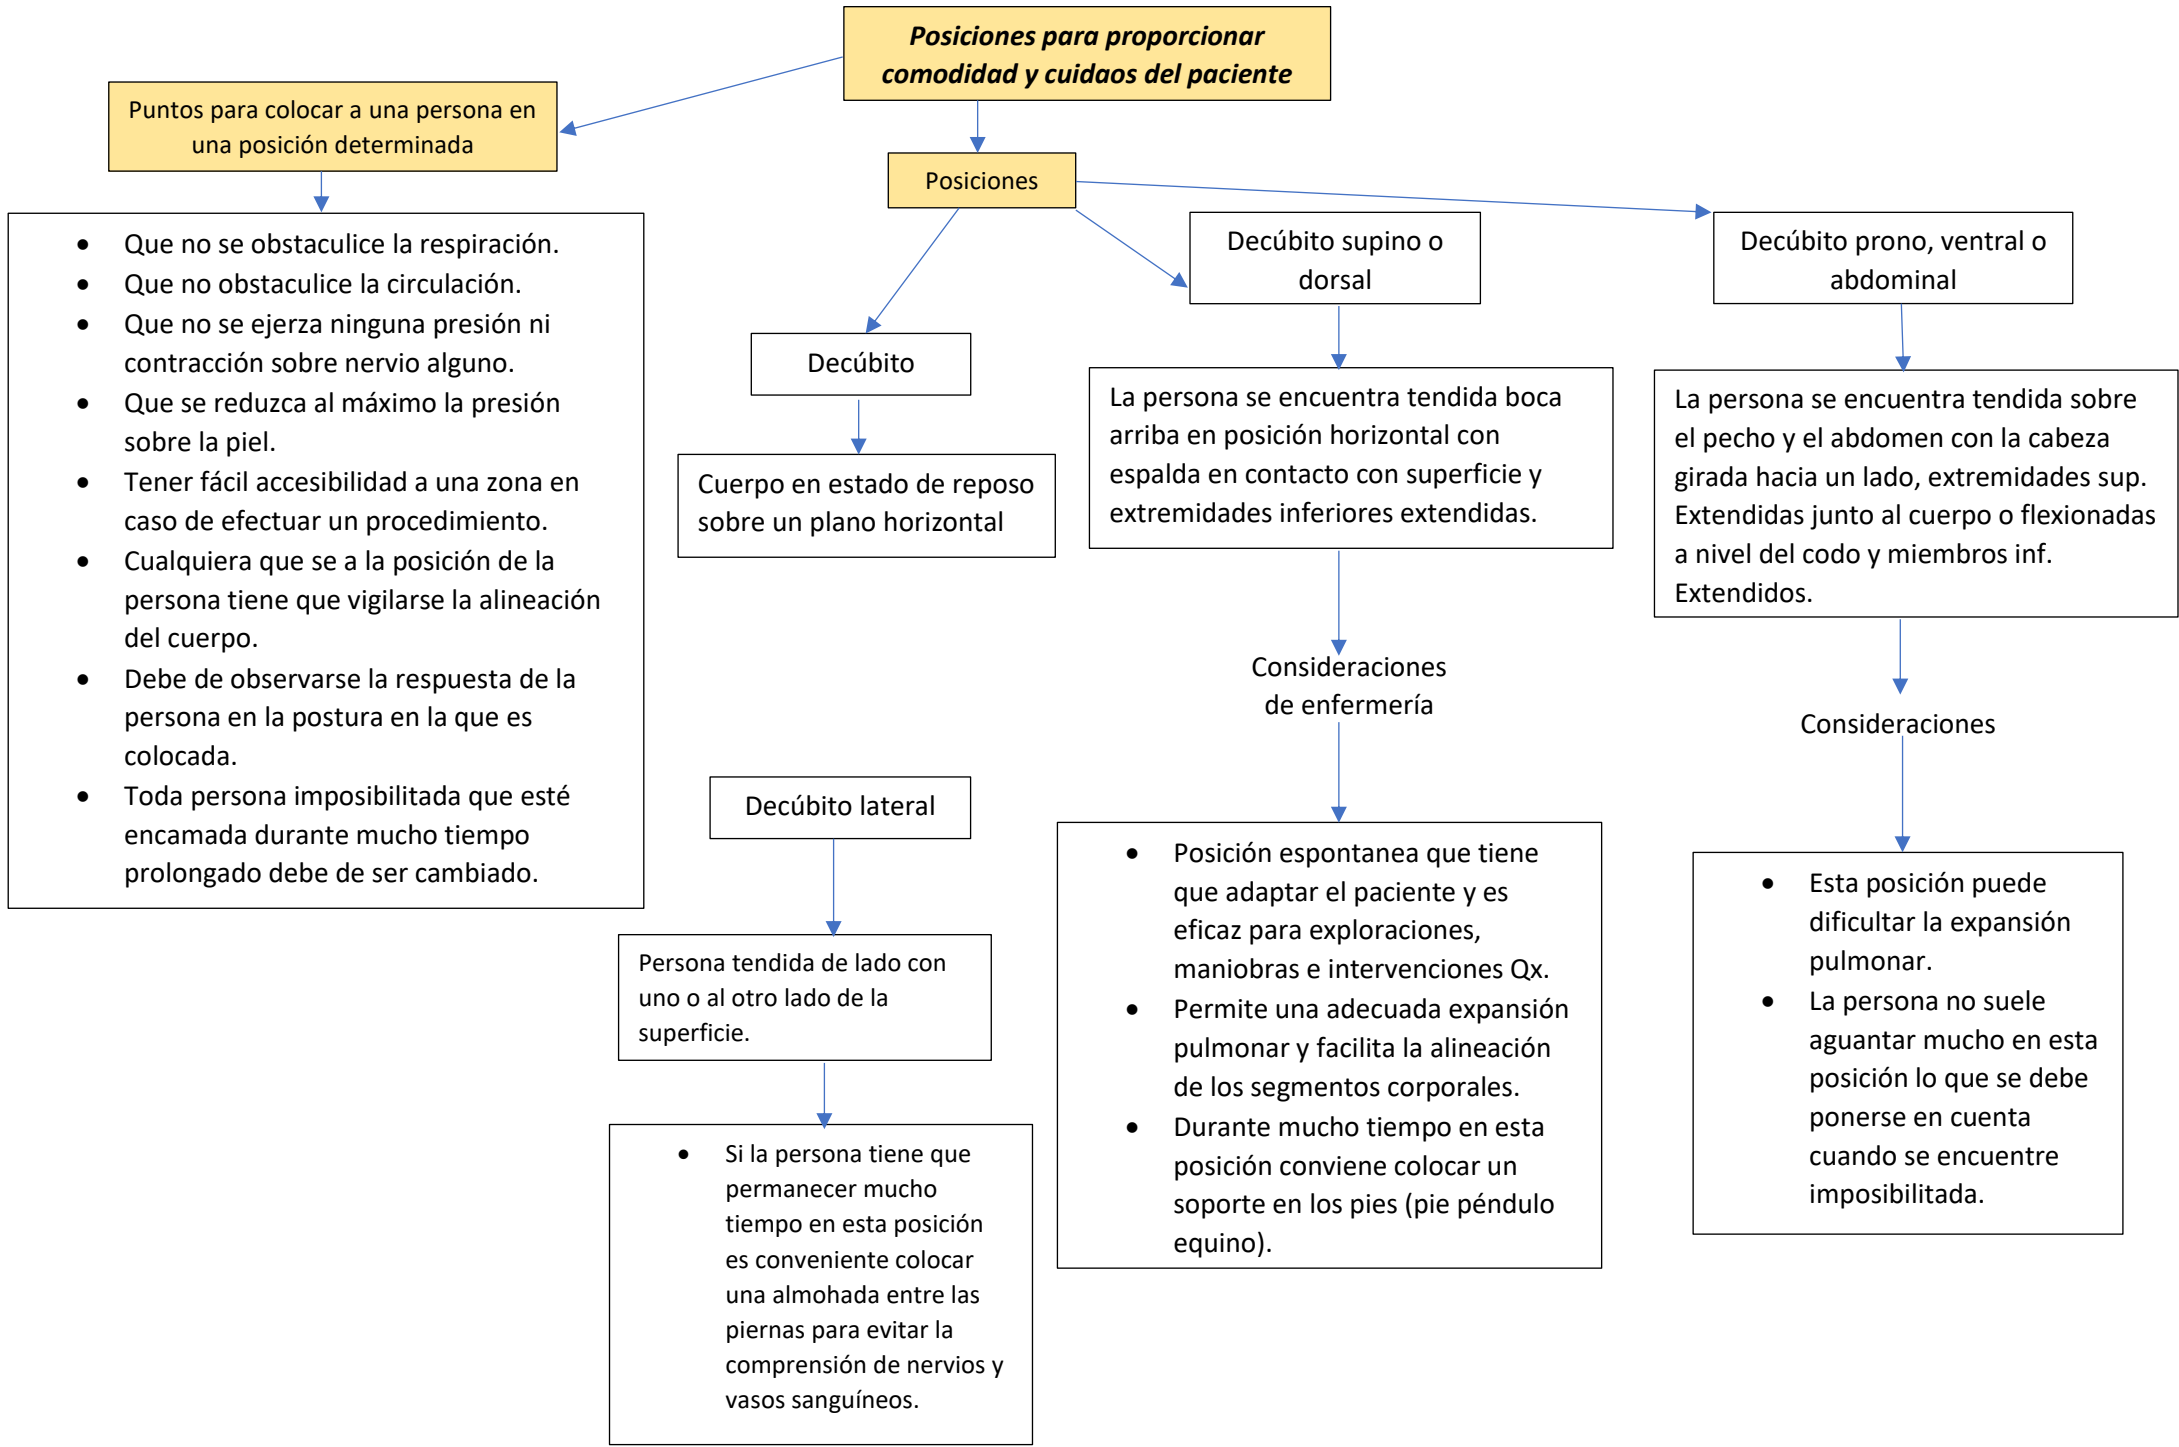 Posiciones para proporcionar
comodidad y cuidaos del paciente
Puntos para colocar a una persona en
una posición determinada
• Que no se obstaculice la respiración.
• Que no obstaculice la circulación.
• Que no se ejerza ninguna presión ni
contracción sobre nervio alguno.
• Que se reduzca al máximo la presión
sobre la piel.
• Tener fácil accesibilidad a una zona en
caso de efectuar un procedimiento.
• Cualquiera que se a la posición de la
persona tiene que vigilarse la alineación
del cuerpo.
• Debe de observarse la respuesta de la
persona en la postura en la que es
colocada.
• Toda persona imposibilitada que esté
encamada durante mucho tiempo
prolongado debe de ser cambiado.
Posiciones
Decúbito
Cuerpo en estado de reposo
sobre un plano horizontal
Decúbito lateral
Persona tendida de lado con
uno o al otro lado de la
superficie.
• Si la persona tiene que
permanecer mucho
tiempo en esta posición
es conveniente colocar
una almohada entre las
piernas para evitar la
comprensión de nervios y
vasos sanguíneos.
Decúbito supino o
dorsal
La persona se encuentra tendida boca
arriba en posición horizontal con
espalda en contacto con superficie y
extremidades inferiores extendidas.
Consideraciones
de enfermería
• Posición espontanea que tiene
que adaptar el paciente y es
eficaz para exploraciones,
maniobras e intervenciones Qx.
• Permite una adecuada expansión
pulmonar y facilita la alineación
de los segmentos corporales.
• Durante mucho tiempo en esta
posición conviene colocar un
soporte en los pies (pie péndulo
equino).
Decúbito prono, ventral o
abdominal
La persona se encuentra tendida sobre
el pecho y el abdomen con la cabeza
girada hacia un lado, extremidades sup.
Extendidas junto al cuerpo o flexionadas
a nivel del codo y miembros inf.
Extendidos.
Consideraciones
• Esta posición puede
dificultar la expansión
pulmonar.
• La persona no suele
aguantar mucho en esta
posición lo que se debe
ponerse en cuenta
cuando se encuentre
imposibilitada.